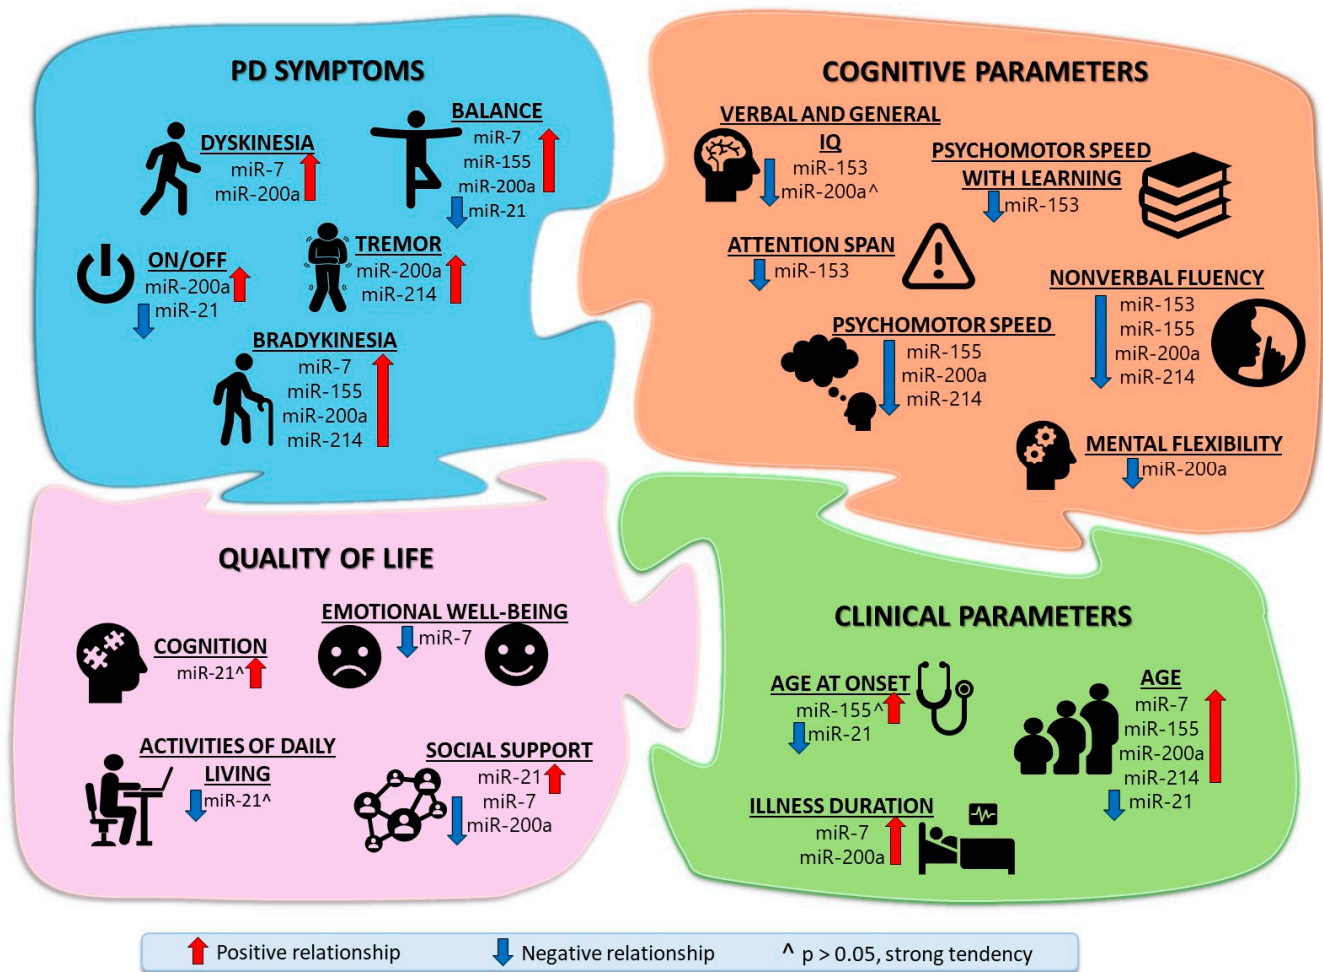 PD SYMPTOMS
DYSKINESIA
miR-7
miR-200a
BALANCE
miR-7
miR-155
miR-200a
miR-21
ON/OFF
miR-200a
miR-21
TREMOR
miR-200a
miR-214
BRADYKINESIA
miR-7
miR-155
miR-200a
miR-214
COGNITIVE PARAMETERS
VERBAL AND GENERAL
IQ
miR-153
miR-200a^
PSYCHOMOTOR SPEED
WITH LEARNING
miR-153
ATTENTION SPAN
miR-153
NONVERBAL FLUENCY
miR-153
miR-155
miR-200a
miR-214
PSYCHOMOTOR SPEED
miR-155
miR-200a
miR-214
MENTAL FLEXIBILITY
miR-200a
QUALITY OF LIFE
EMOTIONAL WELL-BEING
miR-7
COGNITION
miR-21^
ACTIVITIES OF DAILY
LIVING
miR-21^
SOCIAL SUPPORT
miR-21
miR-7
miR-200a
CLINICAL PARAMETERS
AGE AT ONSET
miR-155^
miR-21
AGE
miR-7
miR-155
miR-200a
miR-214
miR-21
ILLNESS DURATION
miR-7
miR-200a
Positive relationship
Negative relationship
^ p > 0.05, strong tendency